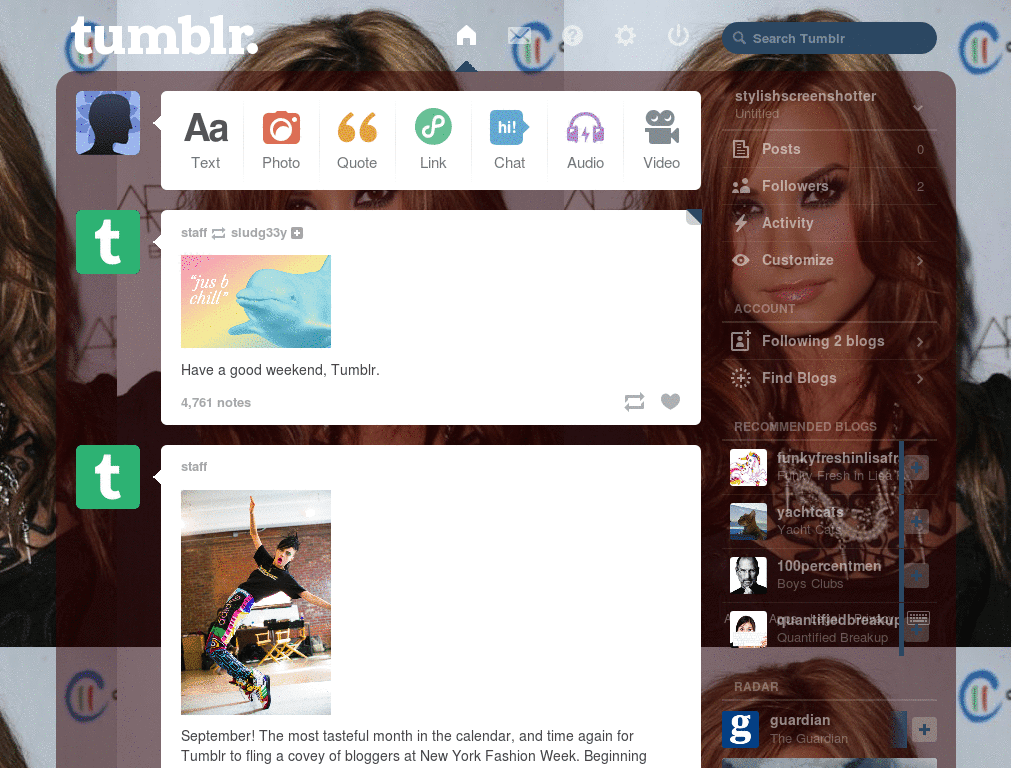 tumblr.
Search Tumblr
Aa
hi!
Text
Photo
Quote
Link
Chat
Audio
Video
stylishscreenshotter
Untitled
Posts 0
Followers 2
Activity
Customize
ACCOUNT
Following 2 blogs
Find Blogs
RECOMMENDED BLOGS
funkyfreshinlisafr
Funky Fresh in Lisa F
yachtcats
Yacht Cats
100percentmen
Boys Clubs
quantifiedbreakup
Quantified Breakup
RADAR
g
guardian
The Guardian
t
staff sludg33y
"jus b
chill"
Have a good weekend, Tumblr.
4,761 notes
t
staff
September! The most tasteful month in the calendar, and time again for
Tumblr to fling a covey of bloggers at New York Fashion Week. Beginning